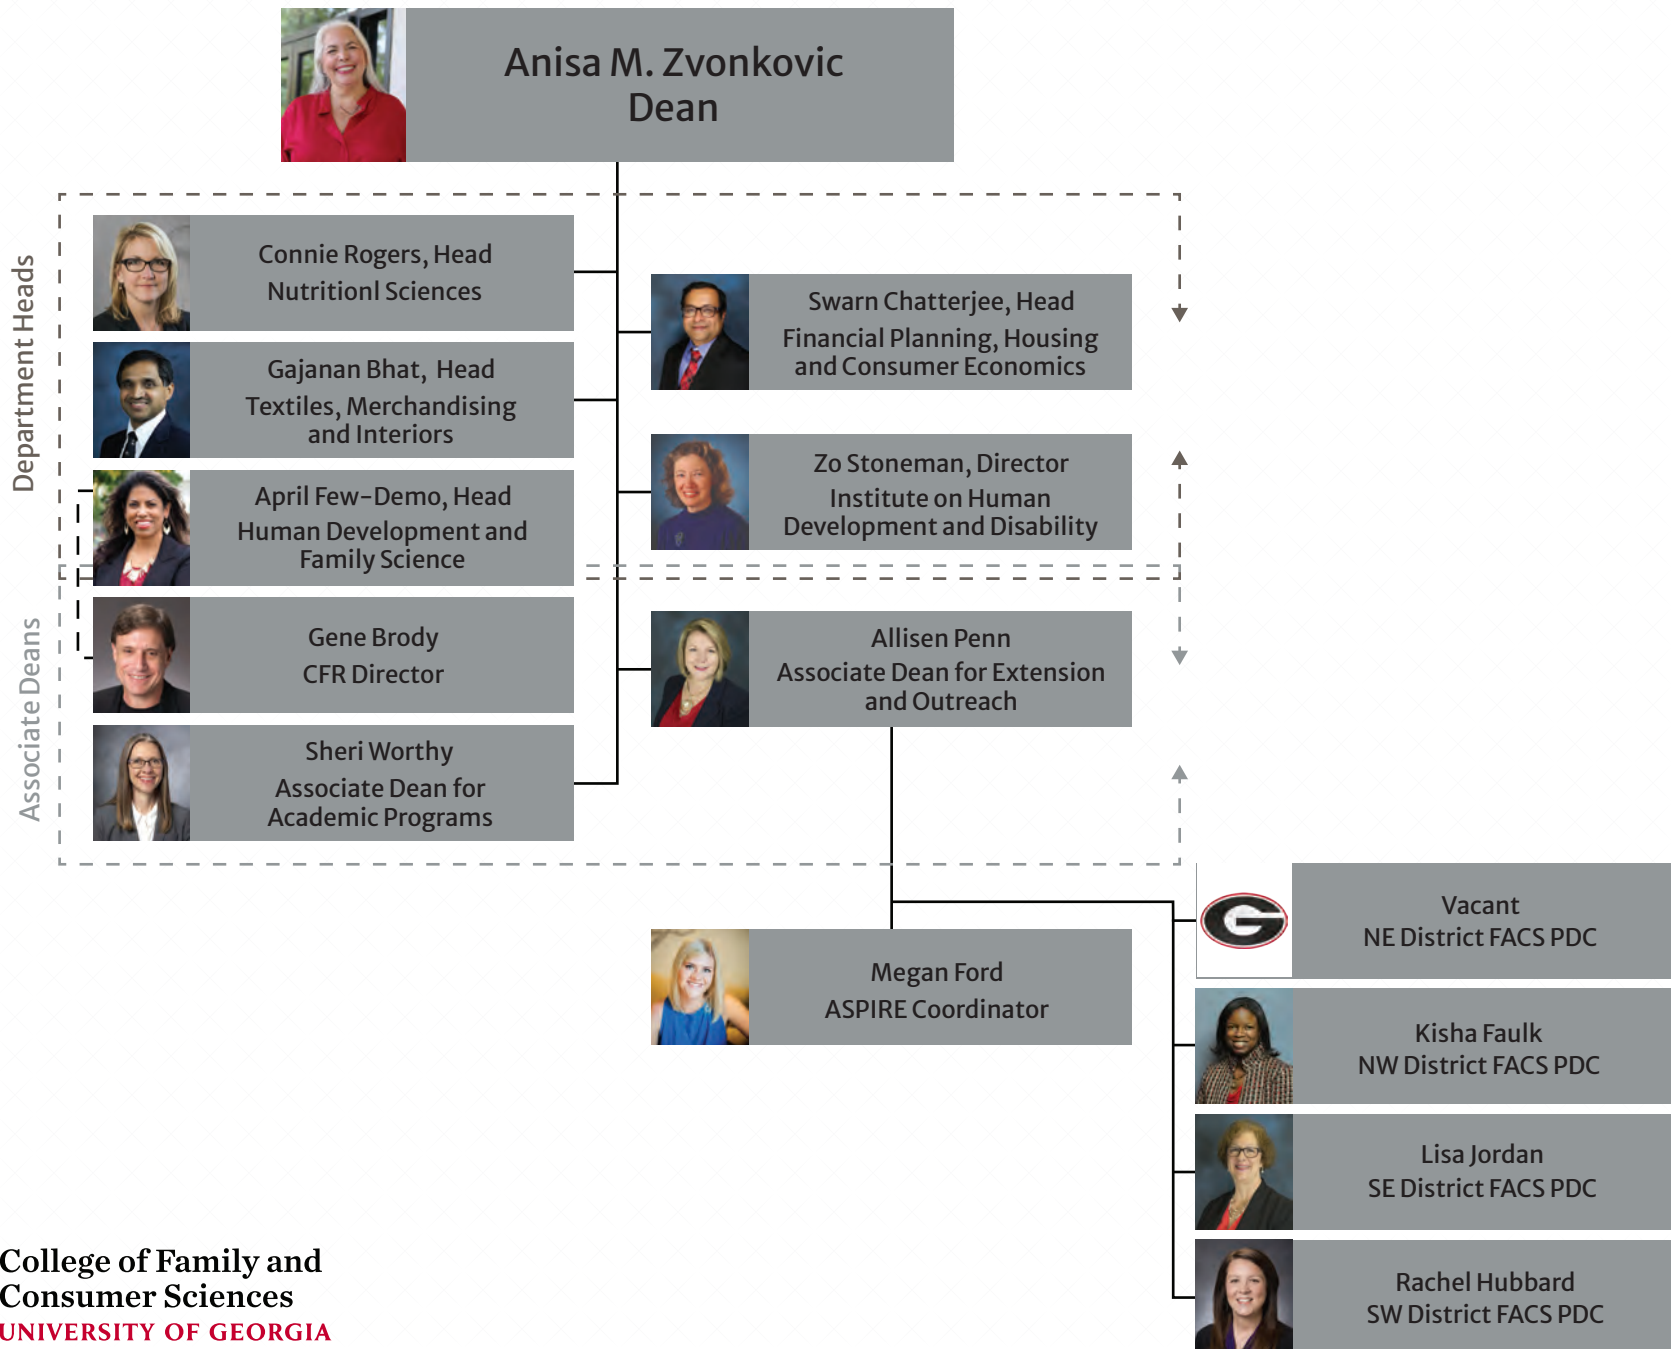 Anisa M. Zvonkovic
Dean
Department Heads
Connie Rogers, Head
Nutritionl Sciences
Gajanan Bhat, Head
Textiles, Merchandising
and Interiors
April Few-Demo, Head
Human Development and
Family Science
Swarn Chatterjee, Head
Financial Planning, Housing
and Consumer Economics
Zo Stoneman, Director
Institute on Human
Development and Disability
Associate Deans
Gene Brody
CFR Director
Sheri Worthy
Associate Dean for
Academic Programs
Allisen Penn
Associate Dean for Extension
and Outreach
Megan Ford
ASPIRE Coordinator
G
Vacant
NE District FACS PDC
Kisha Faulk
NW District FACS PDC
Lisa Jordan
SE District FACS PDC
Rachel Hubbard
SW District FACS PDC
College of Family and
Consumer Sciences
UNIVERSITY OF GEORGIA